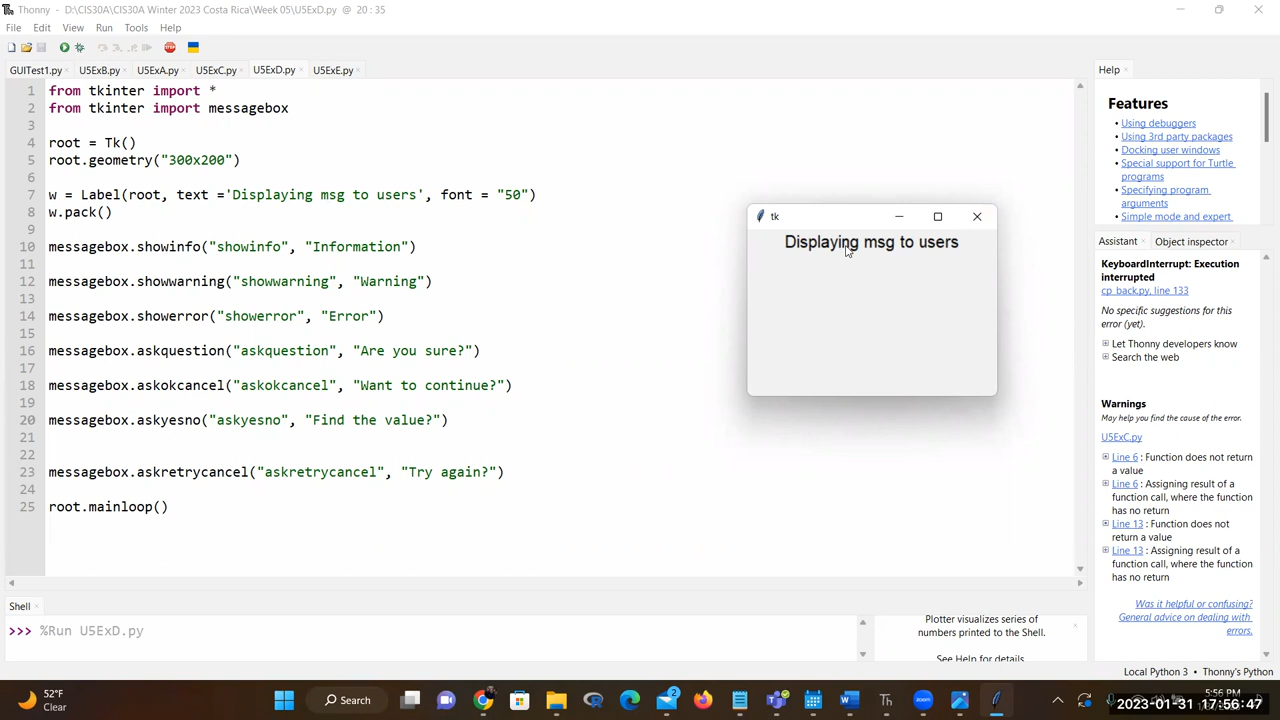 Thonny - D:\CIS30A\CIS30A Winter 2023 Costa Rica\Week 05\U5ExD.py @ 20 : 35
File Edit View Run Tools Help
GUITest1.py U5ExB.py U5ExA.py U5ExC.py U5ExD.py U5ExE.py
1 from tkinter import *
2 from tkinter import messagebox
3
4 root = Tk()
5 root.geometry("300x200")
6
7 w = Label(root, text ='Displaying msg to users', font = "50")
8 w.pack()
9
10 messagebox.showinfo("showinfo", "Information")
11
12 messagebox.showwarning("showwarning", "Warning")
13
14 messagebox.showerror("showerror", "Error")
15
16 messagebox.askquestion("askquestion", "Are you sure?")
17
18 messagebox.askokcancel("askokcancel", "Want to continue?")
19
20 messagebox.askyesno("askyesno", "Find the value?")
21
22
23 messagebox.askretrycancel("askretrycancel", "Try again?")
24
25 root.mainloop()
tk
Displaying msg to users
Help
Features
• Using debuggers
• Using 3rd party packages
• Docking user windows
• Special support for Turtle
programs
• Specifying program
arguments
• Simple mode and expert
Assistant Object inspector
KeyboardInterrupt: Execution
interrupted
cp_back.py, line 133
No specific suggestions for this
error (yet).
Let Thonny developers know
Search the web
Warnings
May help you find the cause of the error.
U5ExC.py
Line 6 : Function does not return
a value
Line 6 : Assigning result of a
function call, where the function
has no return
Line 13 : Function does not
return a value
Line 13 : Assigning result of a
function call, where the function
has no return
Was it helpful or confusing?
General advice on dealing with
errors.
Shell
>>> %Run U5ExD.py
Plotter visualizes series of
numbers printed to the Shell.
See Help for details.
Local Python 3 • Thonny's Python
52°F
Clear
Search
2
5:56 PM
2023-01-31 17:56:47